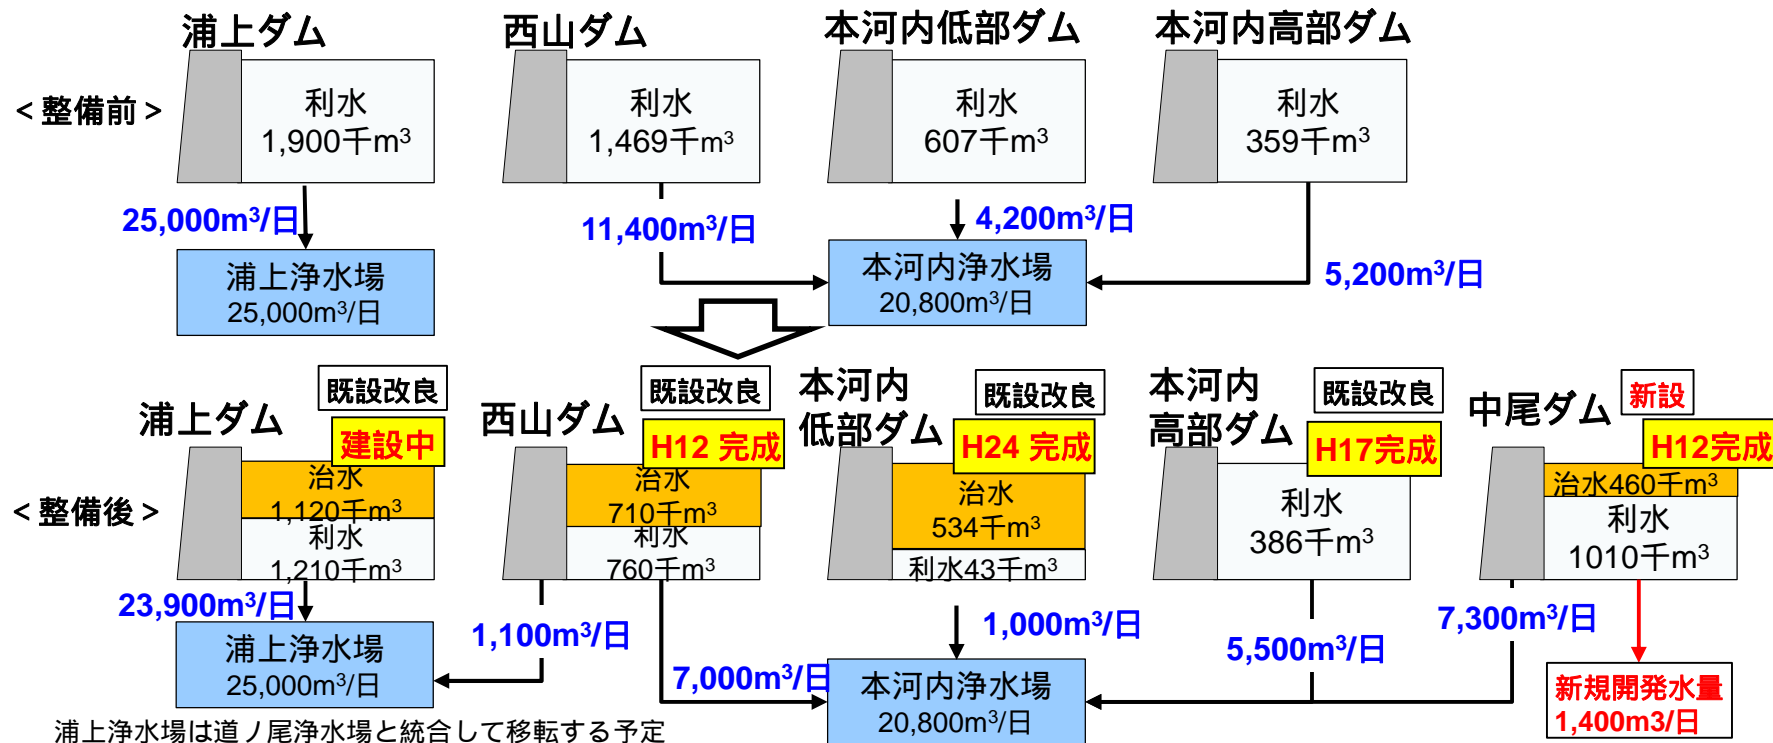 浦上ダム
西山ダム
本河内低部ダム
本河内高部ダム
<整備前>
利水
1,900千m³
利水
1,469千m³
利水
607千m³
利水
359千m³
25,000m³/日
11,400m³/日
4,200m³/日
5,200m³/日
浦上浄水場
25,000m³/日
本河内浄水場
20,800m³/日
<整備後>
浦上ダム
既設改良
建設中
治水
1,120千m³
利水
1,210千m³
西山ダム
既設改良
H12 完成
治水
710千m³
利水
760千m³
本河内
低部ダム
既設改良
H24 完成
治水
534千m³
利水43千m³
本河内
高部ダム
既設改良
H17完成
利水
386千m³
中尾ダム
新設
H12完成
治水460千m³
利水
1010千m³
23,900m³/日
1,100m³/日
7,000m³/日
1,000m³/日
5,500m³/日
7,300m³/日
浦上浄水場
25,000m³/日
本河内浄水場
20,800m³/日
新規開発水量
1,400m3/日
浦上浄水場は道ノ尾浄水場と統合して移転する予定